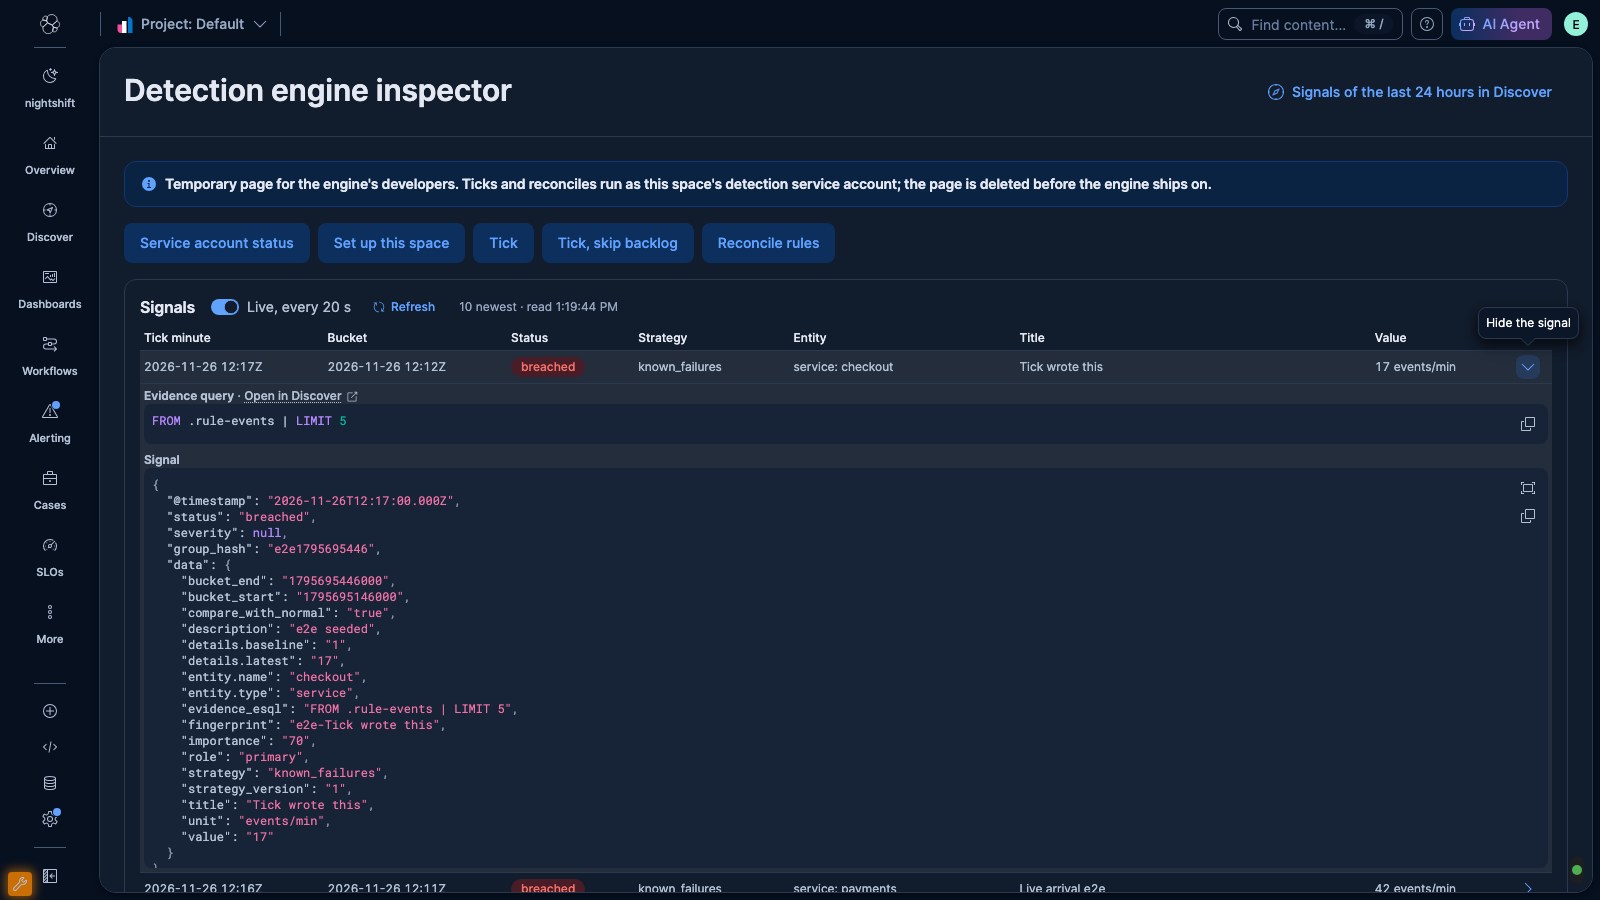 Project: Default
Find content...
⌘ /
AI Agent
E
nightshift
Overview
Discover
Dashboards
Workflows
Alerting
Cases
SLOs
More
Detection engine inspector
Signals of the last 24 hours in Discover
Temporary page for the engine's developers. Ticks and reconciles run as this space's detection service account; the page is deleted before the engine ships on.
Service account status
Set up this space
Tick
Tick, skip backlog
Reconcile rules
Signals
Live, every 20 s
Refresh
10 newest · read 1:19:44 PM
Hide the signal
Tick minute Bucket Status Strategy Entity Title Value
2026-11-26 12:17Z 2026-11-26 12:12Z breached known_failures service: checkout Tick wrote this 17 events/min
Evidence query · Open in Discover
FROM .rule-events | LIMIT 5
Signal
{
"@timestamp": "2026-11-26T12:17:00.000Z",
"status": "breached",
"severity": null,
"group_hash": "e2e1795695446",
"data": {
"bucket_end": "1795695446000",
"bucket_start": "1795695146000",
"compare_with_normal": "true",
"description": "e2e seeded",
"details.baseline": "1",
"details.latest": "17",
"entity.name": "checkout",
"entity.type": "service",
"evidence_esql": "FROM .rule-events | LIMIT 5",
"fingerprint": "e2e-Tick wrote this",
"importance": "70",
"role": "primary",
"strategy": "known_failures",
"strategy_version": "1",
"title": "Tick wrote this",
"unit": "events/min",
"value": "17"
}
}
2026-11-26 12:16Z 2026-11-26 12:11Z breached known_failures service: payments Live arrival e2e 42 events/min